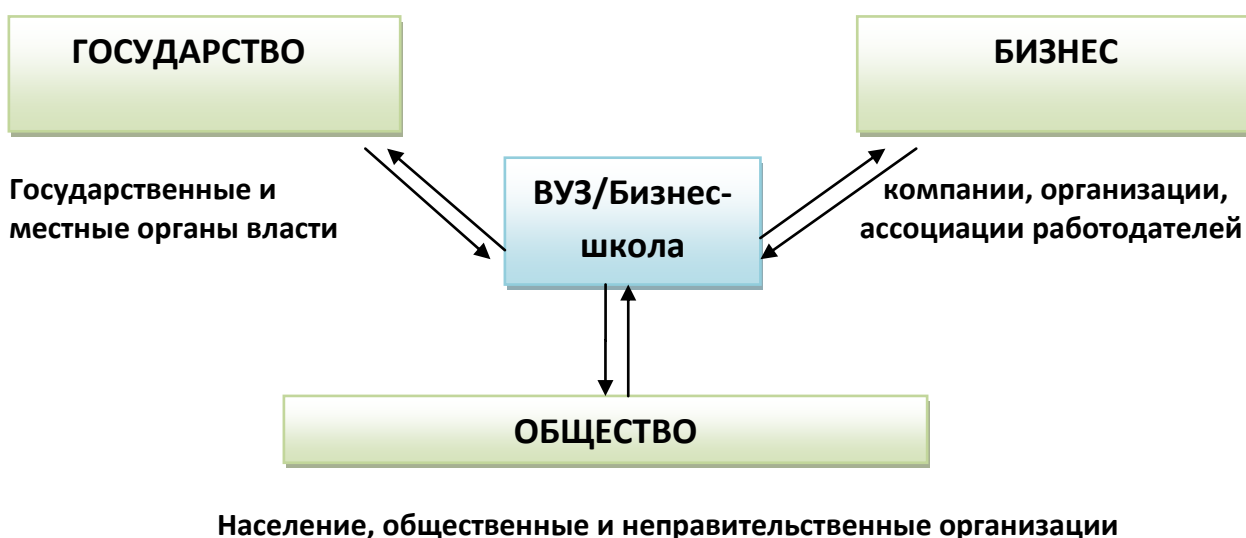 ГОСУДАРСТВО
БИЗНЕС
Государственные и
местные органы власти
ВУЗ/Бизнес-
школа
компании, организации,
ассоциации работодателей
ОБЩЕСТВО
Население, общественные и неправительственные организации